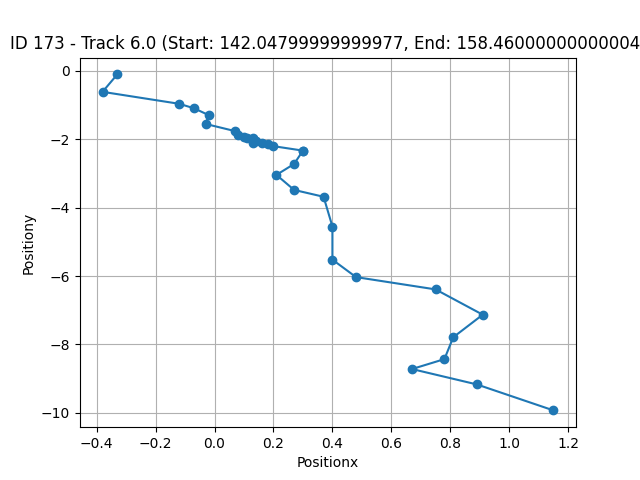 ID 173 - Track 6.0 (Start: 142.04799999999977, End: 158.46000000000004
0
−2
−4
−6
−8
−10
Positiony
−0.4 −0.2 0.0 0.2 0.4 0.6 0.8 1.0 1.2
Positionx